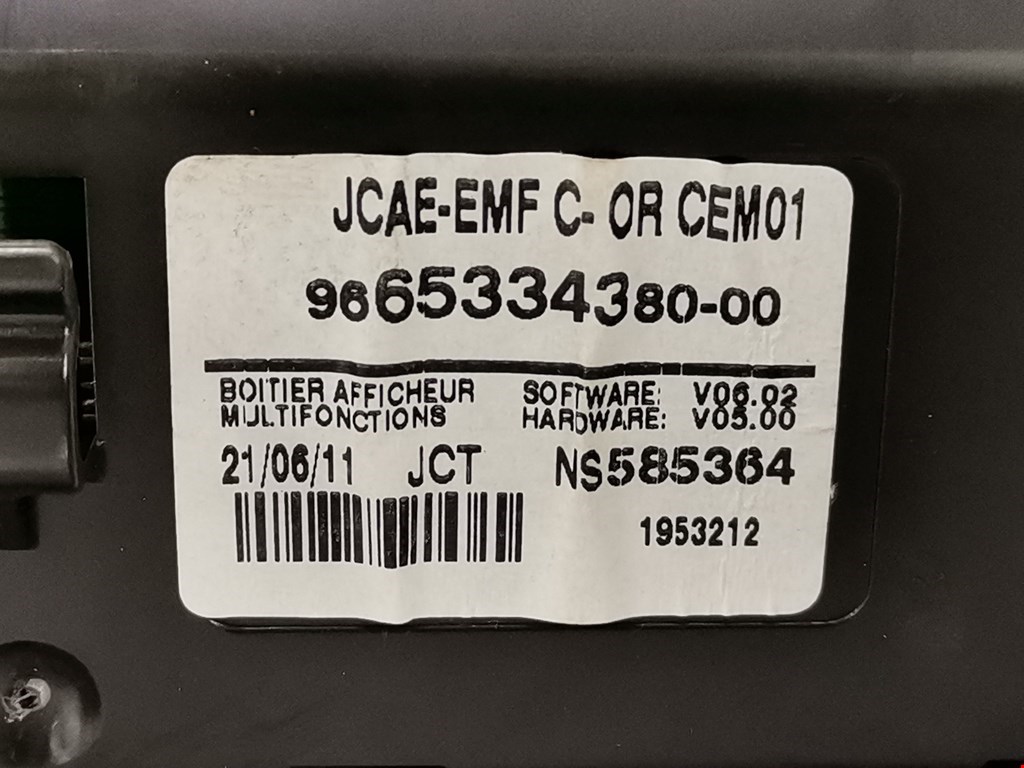 JCAE-EMF C- OR CEM01
9665334380-00
BOITIER AFFICHEUR SOFTWARE: V06.02
MULTIFONCTIONS HARDWARE: V05.00
21/06/11 JCT NS585364
1953212